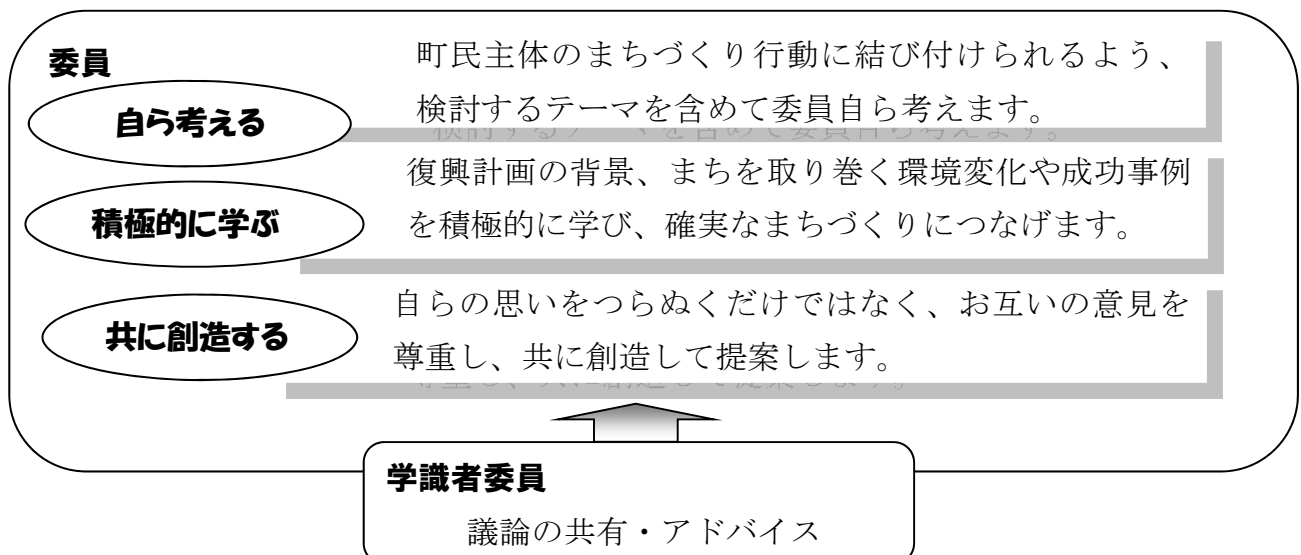 委員
自ら考える
町民主体のまちづくり行動に結び付けられるよう、
検討するテーマを含めて委員自ら考えます。
積極的に学ぶ
復興計画の背景、まちを取り巻く環境変化や成功事例
を積極的に学び、確実なまちづくりにつなげます。
共に創造する
自らの思いをつらぬくだけではなく、お互いの意見を
尊重し、共に創造して提案します。
学識者委員
議論の共有・アドバイス